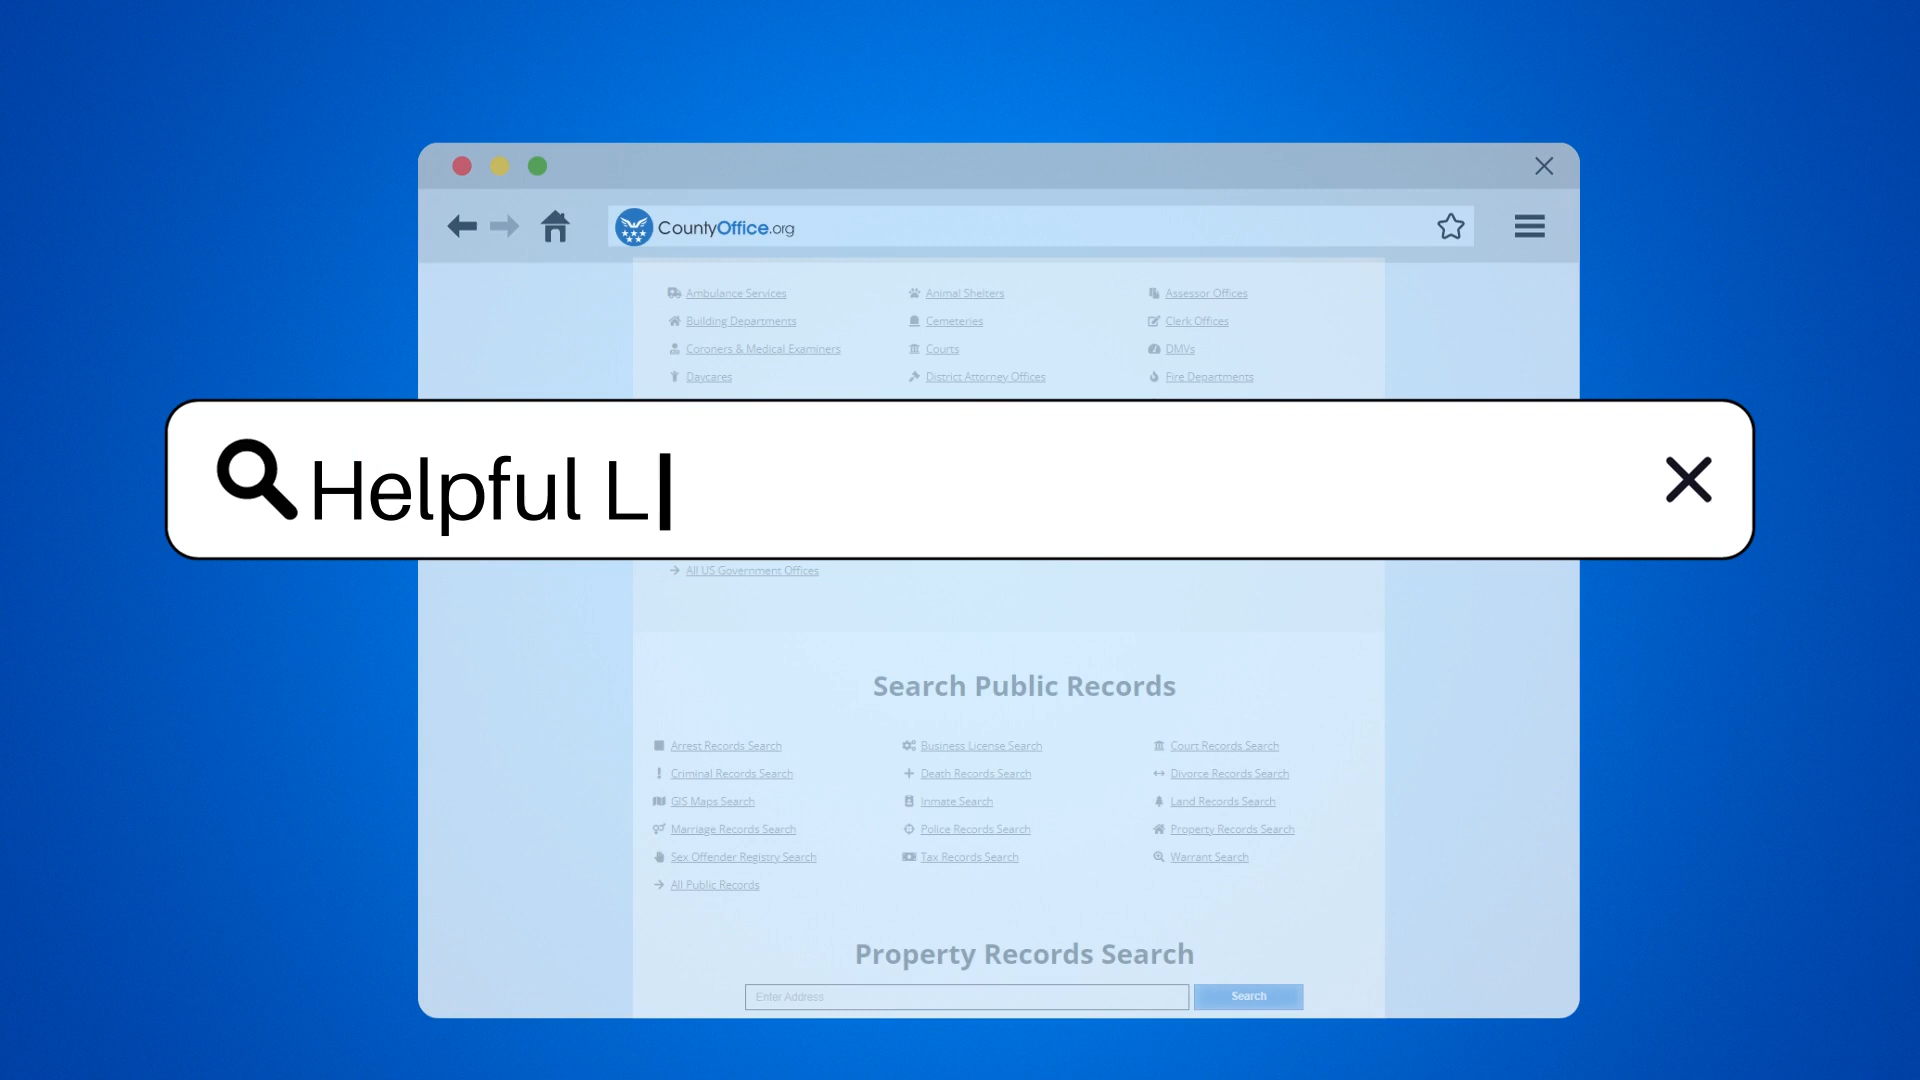 CountyOffice.org
Ambulance Services Animal Shelters Assessor Offices
Building Departments Cemeteries Clerk Offices
Coroners & Medical Examiners Courts DMVs
Daycares District Attorney Offices Fire Departments
Helpful L
All US Government Offices
Search Public Records
Arrest Records Search Business License Search Court Records Search
Criminal Records Search Death Records Search Divorce Records Search
GIS Maps Search Inmate Search Land Records Search
Marriage Records Search Police Records Search Property Records Search
Sex Offender Registry Search Tax Records Search Warrant Search
All Public Records
Property Records Search
Enter Address Search